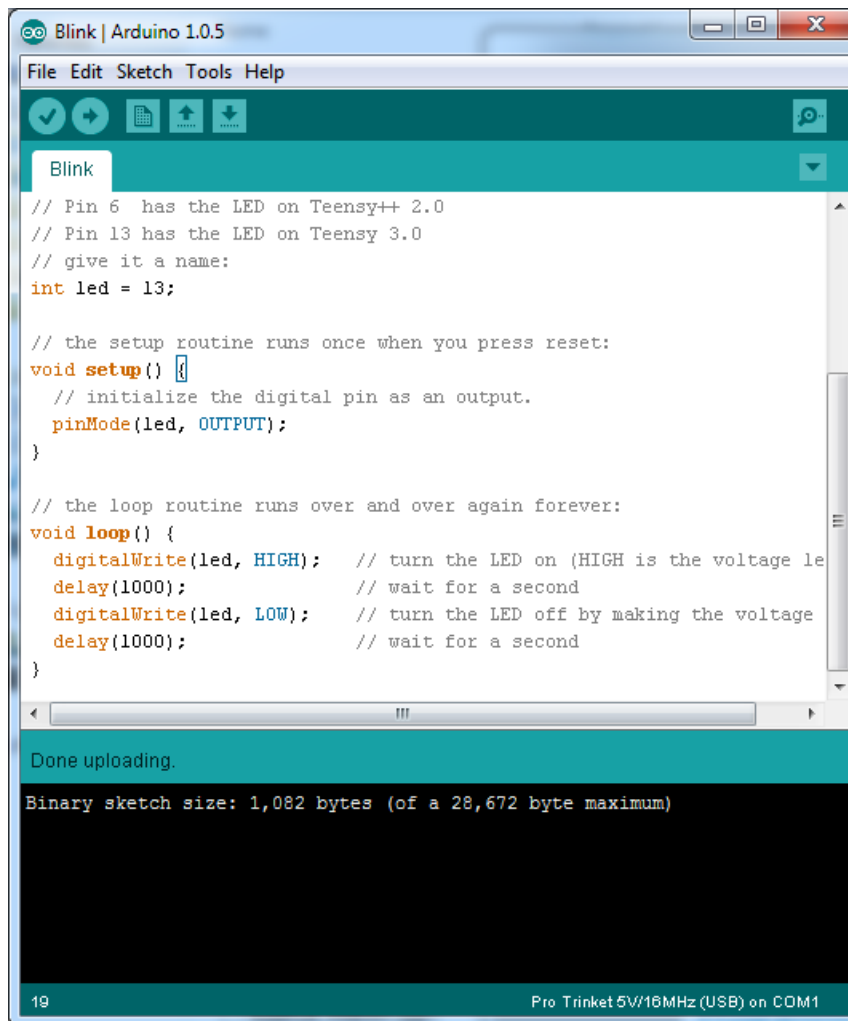 Blink | Arduino 1.0.5
File Edit Sketch Tools Help
Blink
// Pin 6  has the LED on Teensy++ 2.0
// Pin 13 has the LED on Teensy 3.0
// give it a name:
int led = 13;
// the setup routine runs once when you press reset:
void setup() {
  // initialize the digital pin as an output.
  pinMode(led, OUTPUT);
}
// the loop routine runs over and over again forever:
void loop() {
  digitalWrite(led, HIGH);   // turn the LED on (HIGH is the voltage le
  delay(1000);               // wait for a second
  digitalWrite(led, LOW);    // turn the LED off by making the voltage
  delay(1000);               // wait for a second
}
Done uploading.
Binary sketch size: 1,082 bytes (of a 28,672 byte maximum)
19 Pro Trinket 5V/16MHz (USB) on COM1